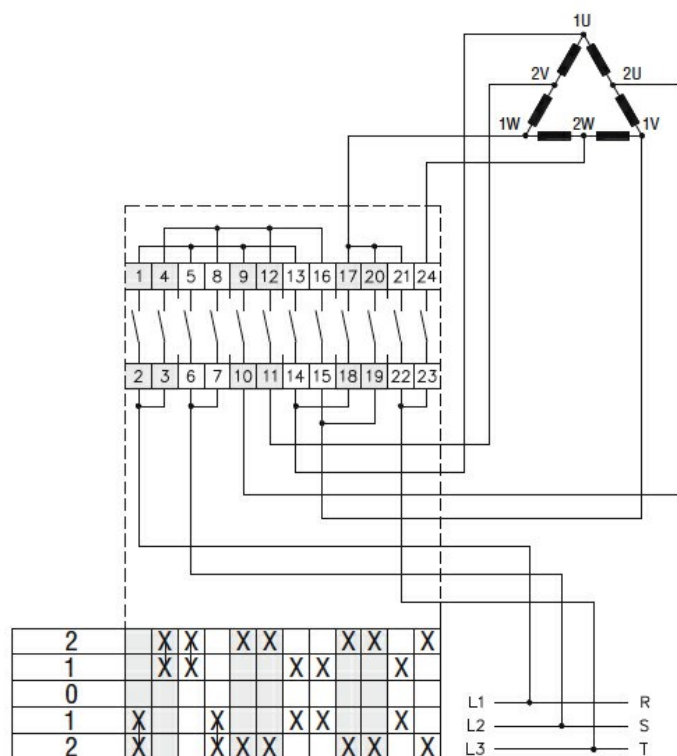 1U
2V 2U
1W 2W 1V
1 4 5 8 9 12 13 16 17 20 21 24
2 3 6 7 10 11 14 15 18 19 22 23
2 X X X X X X X
1 X X X X X
0
1 X X X X X
2 X X X X X X X
L1 R
L2 S
L3 T